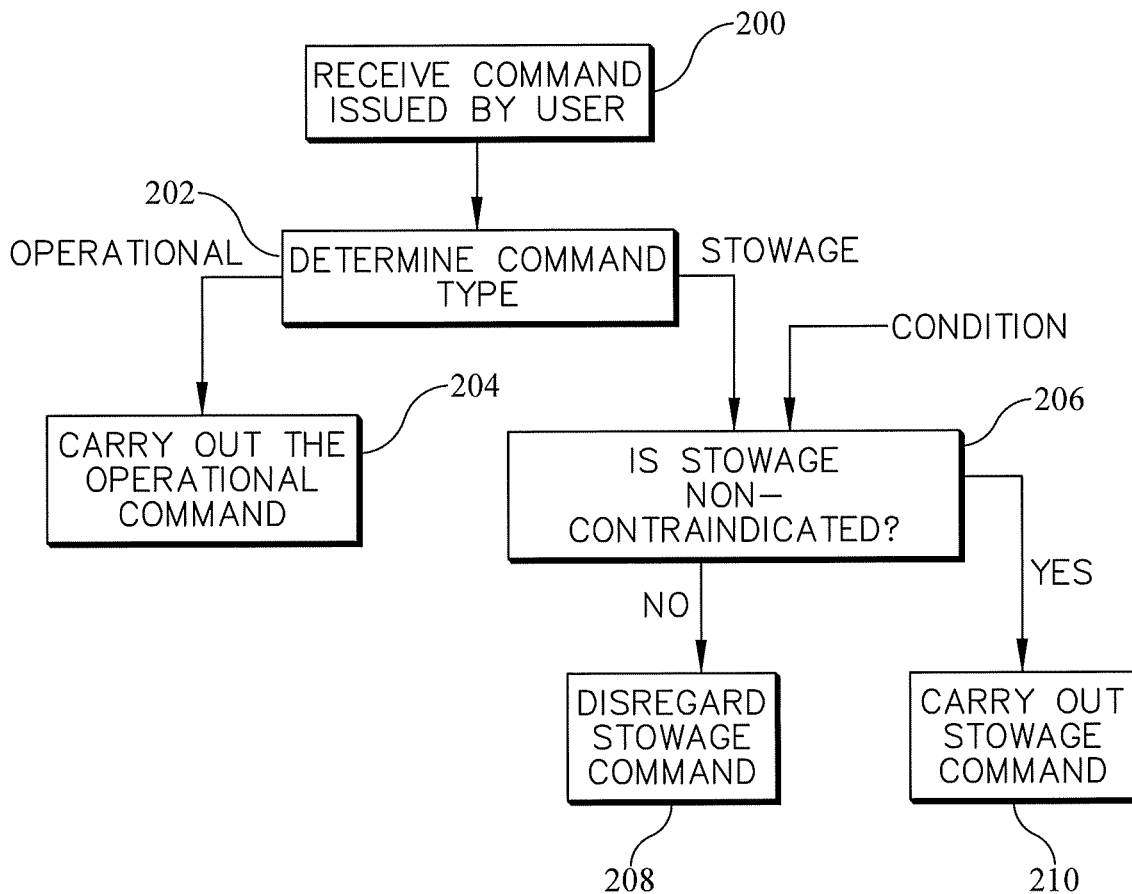 200
RECEIVE COMMAND
ISSUED BY USER
202
OPERATIONAL
DETERMINE COMMAND
TYPE
STOWAGE
CONDITION
204
CARRY OUT THE
OPERATIONAL
COMMAND
206
IS STOWAGE
NON-
CONTRAINDICATED?
NO
YES
DISREGARD
STOWAGE
COMMAND
CARRY OUT
STOWAGE
COMMAND
208
210